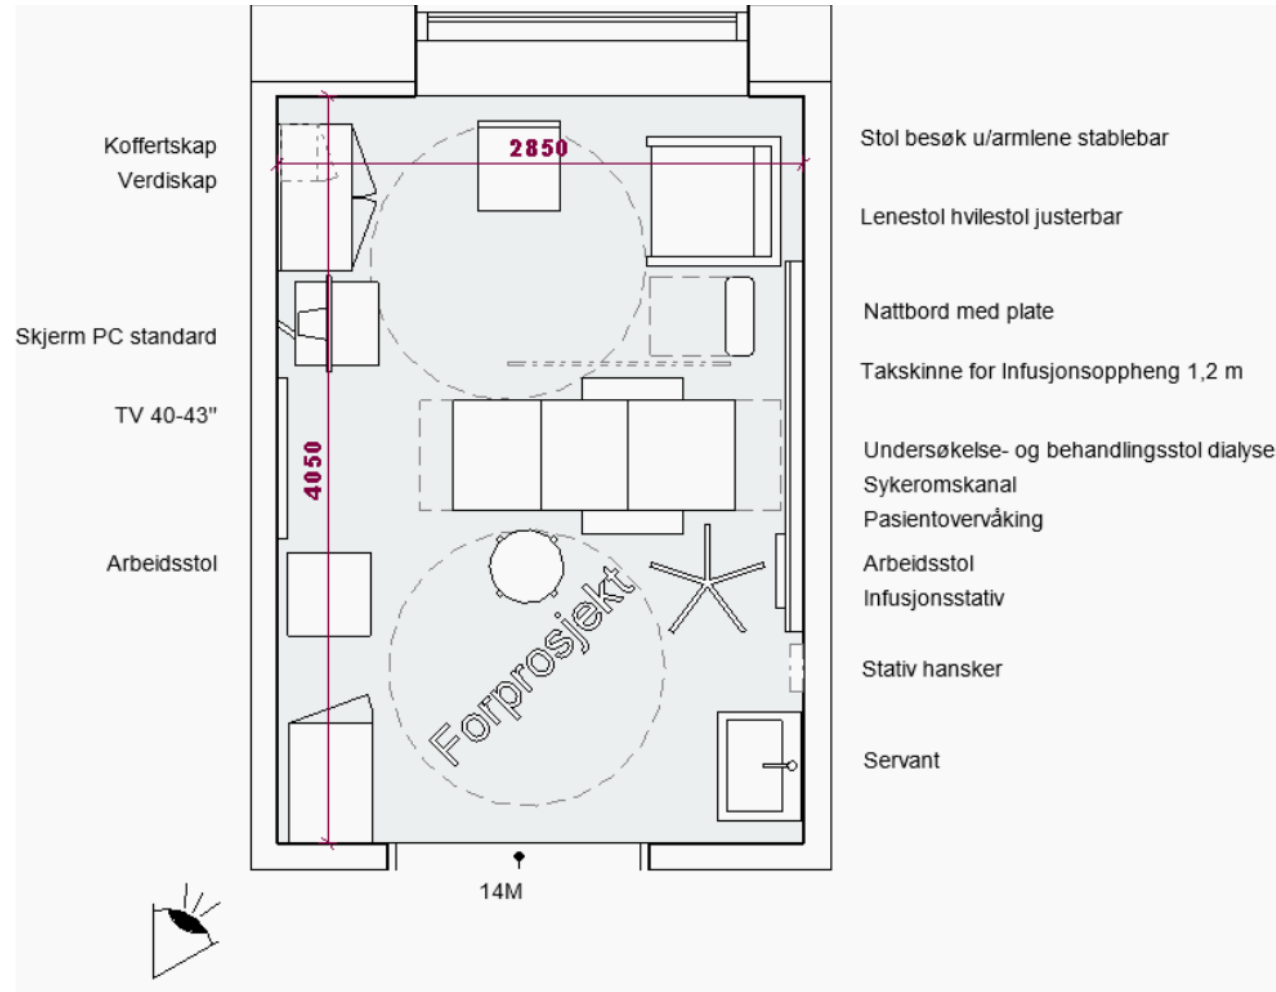 Koffertskap
Verdiskap
Skjerm PC standard
TV 40-43"
Arbeidsstol
2850
4050
Forprosjekt
14M
Stol besøk u/armlene stablebar
Lenestol hvilestol justerbar
Nattbord med plate
Takskinne for Infusjonsoppheng 1,2 m
Undersøkelse- og behandlingsstol dialyse
Sykeromskanal
Pasientovervåking
Arbeidsstol
Infusjonsstativ
Stativ hansker
Servant